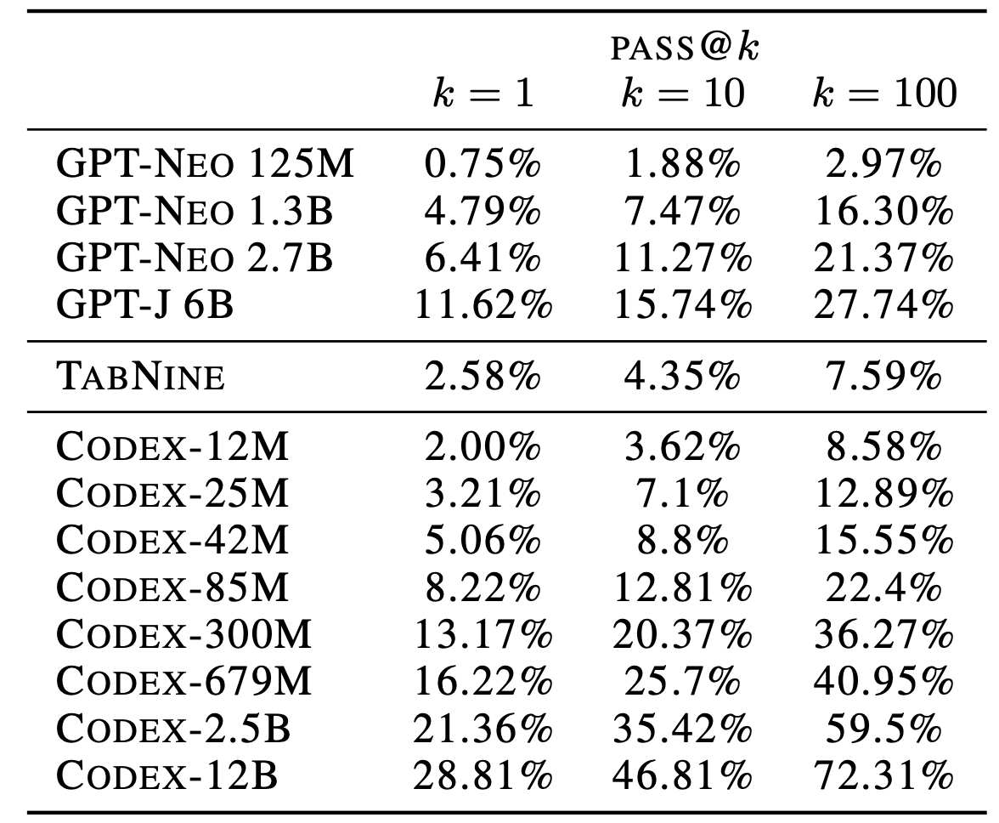 PASS@k
k = 1 k = 10 k = 100
GPT-NEO 125M 0.75% 1.88% 2.97%
GPT-NEO 1.3B 4.79% 7.47% 16.30%
GPT-NEO 2.7B 6.41% 11.27% 21.37%
GPT-J 6B 11.62% 15.74% 27.74%
TABNINE 2.58% 4.35% 7.59%
CODEX-12M 2.00% 3.62% 8.58%
CODEX-25M 3.21% 7.1% 12.89%
CODEX-42M 5.06% 8.8% 15.55%
CODEX-85M 8.22% 12.81% 22.4%
CODEX-300M 13.17% 20.37% 36.27%
CODEX-679M 16.22% 25.7% 40.95%
CODEX-2.5B 21.36% 35.42% 59.5%
CODEX-12B 28.81% 46.81% 72.31%